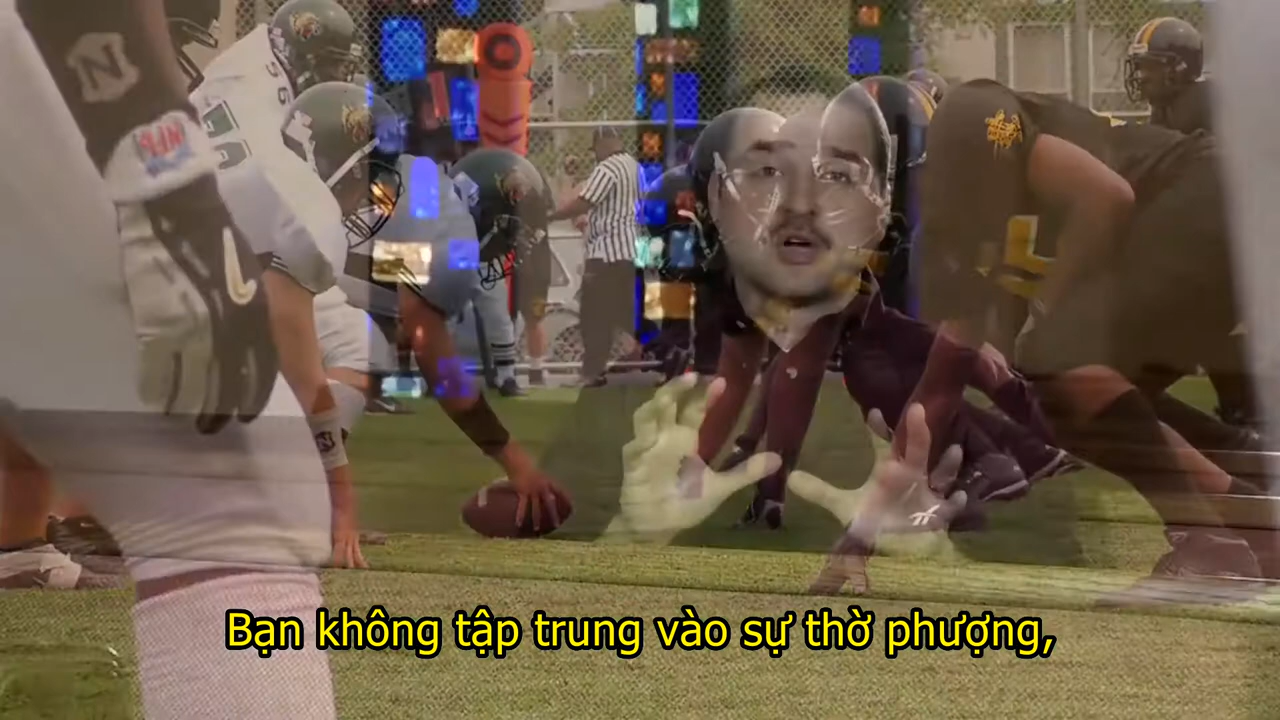 Bạn không tập trung vào sự thờ phượng,